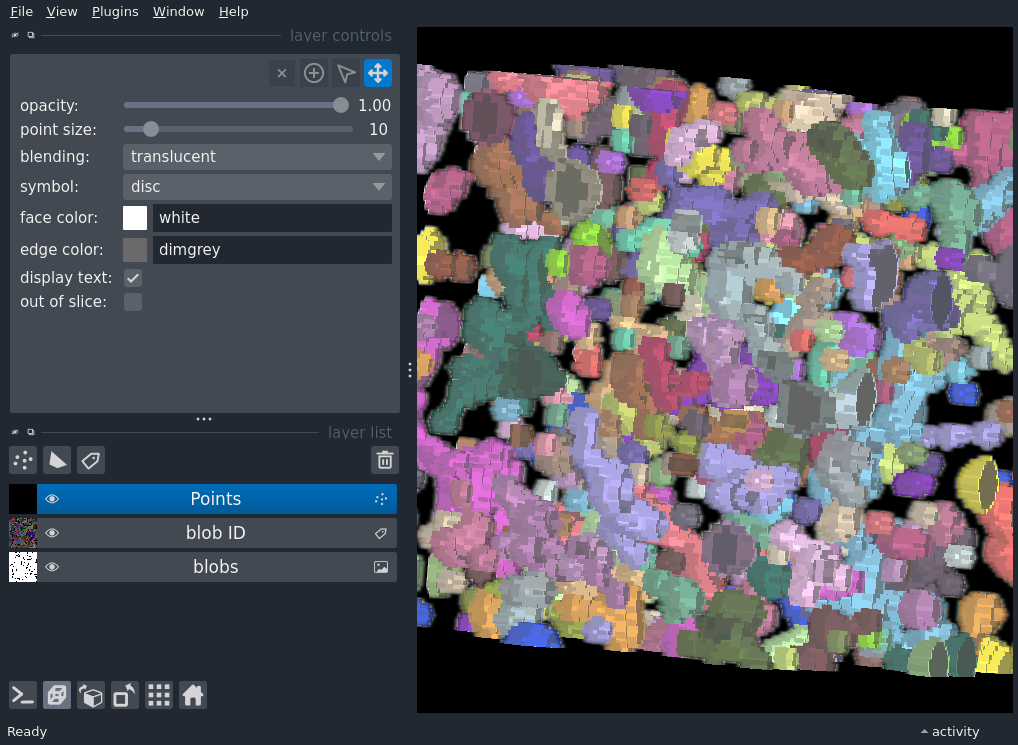 File View Plugins Window Help
layer controls
opacity: 1.00
point size: 10
blending: translucent
symbol: disc
face color: white
edge color: dimgrey
display text:
out of slice:
layer list
Points
blob ID
blobs
Ready activity